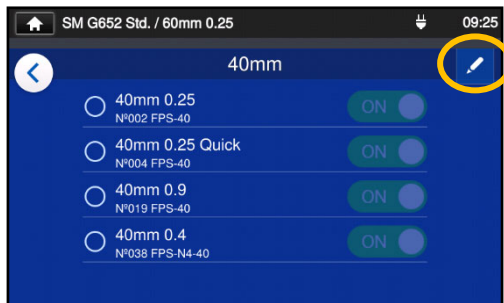 SM G652 Std. / 60mm 0.25 09:25
40mm
40mm 0.25 ON
Nº002 FPS-40
40mm 0.25 Quick ON
Nº004 FPS-40
40mm 0.9 ON
Nº019 FPS-40
40mm 0.4 ON
Nº038 FPS-N4-40